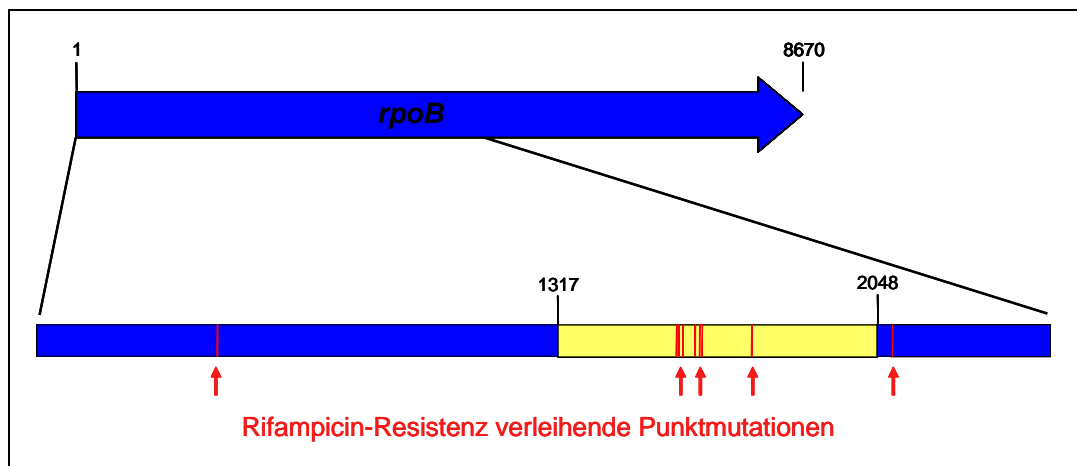 1 8670
rpoB
1317 2048
Rifampicin-Resistenz verleihende Punktmutationen